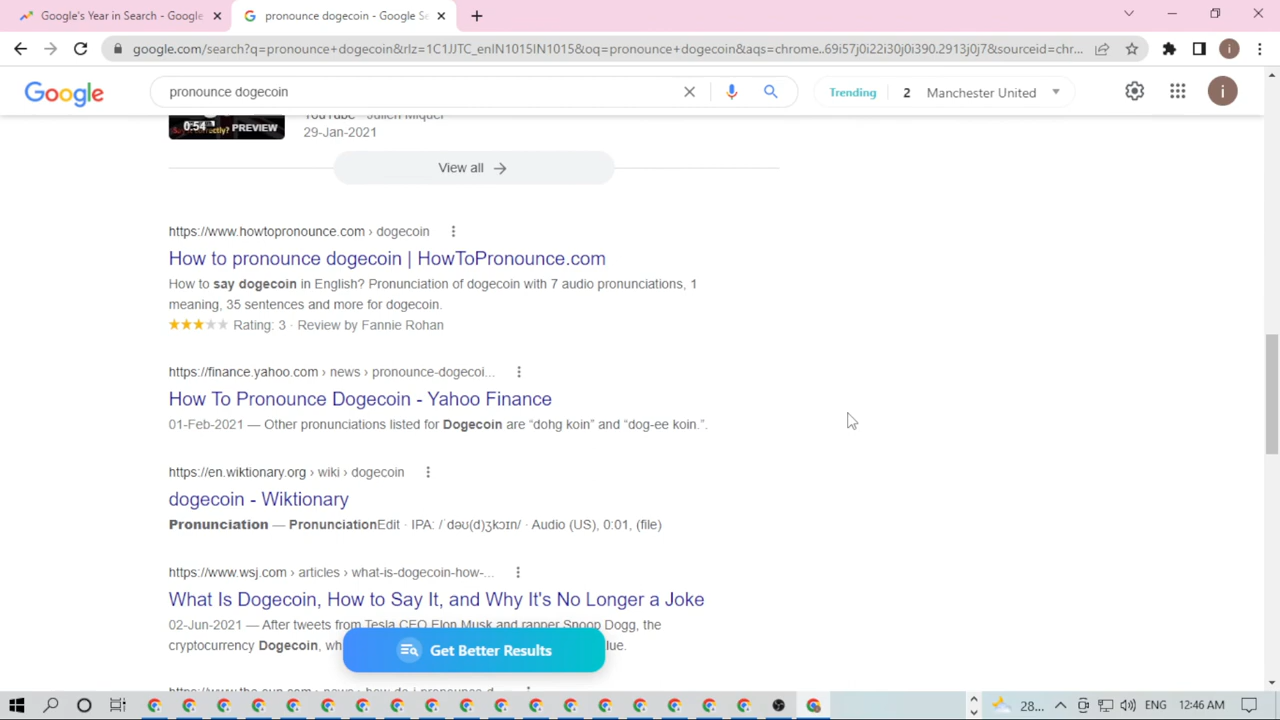 Google's Year in Search - Google
pronounce dogecoin - Google Se
google.com/search?q=pronounce+dogecoin&rlz=1C1JJTC_enIN1015IN1015&oq=pronounce+dogecoin&aqs=chrome..69i57j0i22i30j0i390.2913j0j7&sourceid=chr...
i
Google
pronounce dogecoin
Trending 2 Manchester United
i
0:54
PREVIEW
YouTube · Julien Miquel
29-Jan-2021
View all
https://www.howtopronounce.com › dogecoin
How to pronounce dogecoin | HowToPronounce.com
How to say dogecoin in English? Pronunciation of dogecoin with 7 audio pronunciations, 1
meaning, 35 sentences and more for dogecoin.
Rating: 3 · Review by Fannie Rohan
https://finance.yahoo.com › news › pronounce-dogecoi...
How To Pronounce Dogecoin - Yahoo Finance
01-Feb-2021 — Other pronunciations listed for Dogecoin are “dohg koin” and “dog-ee koin.”.
https://en.wiktionary.org › wiki › dogecoin
dogecoin - Wiktionary
Pronunciation — PronunciationEdit · IPA: /ˈdəʊ(d)ʒkɔɪn/ · Audio (US), 0:01, (file)
https://www.wsj.com › articles › what-is-dogecoin-how-...
What Is Dogecoin, How to Say It, and Why It's No Longer a Joke
02-Jun-2021 — After tweets from Tesla CEO Elon Musk and rapper Snoop Dogg, the
cryptocurrency Dogecoin, wh
Get Better Results
28...
ENG
12:46 AM